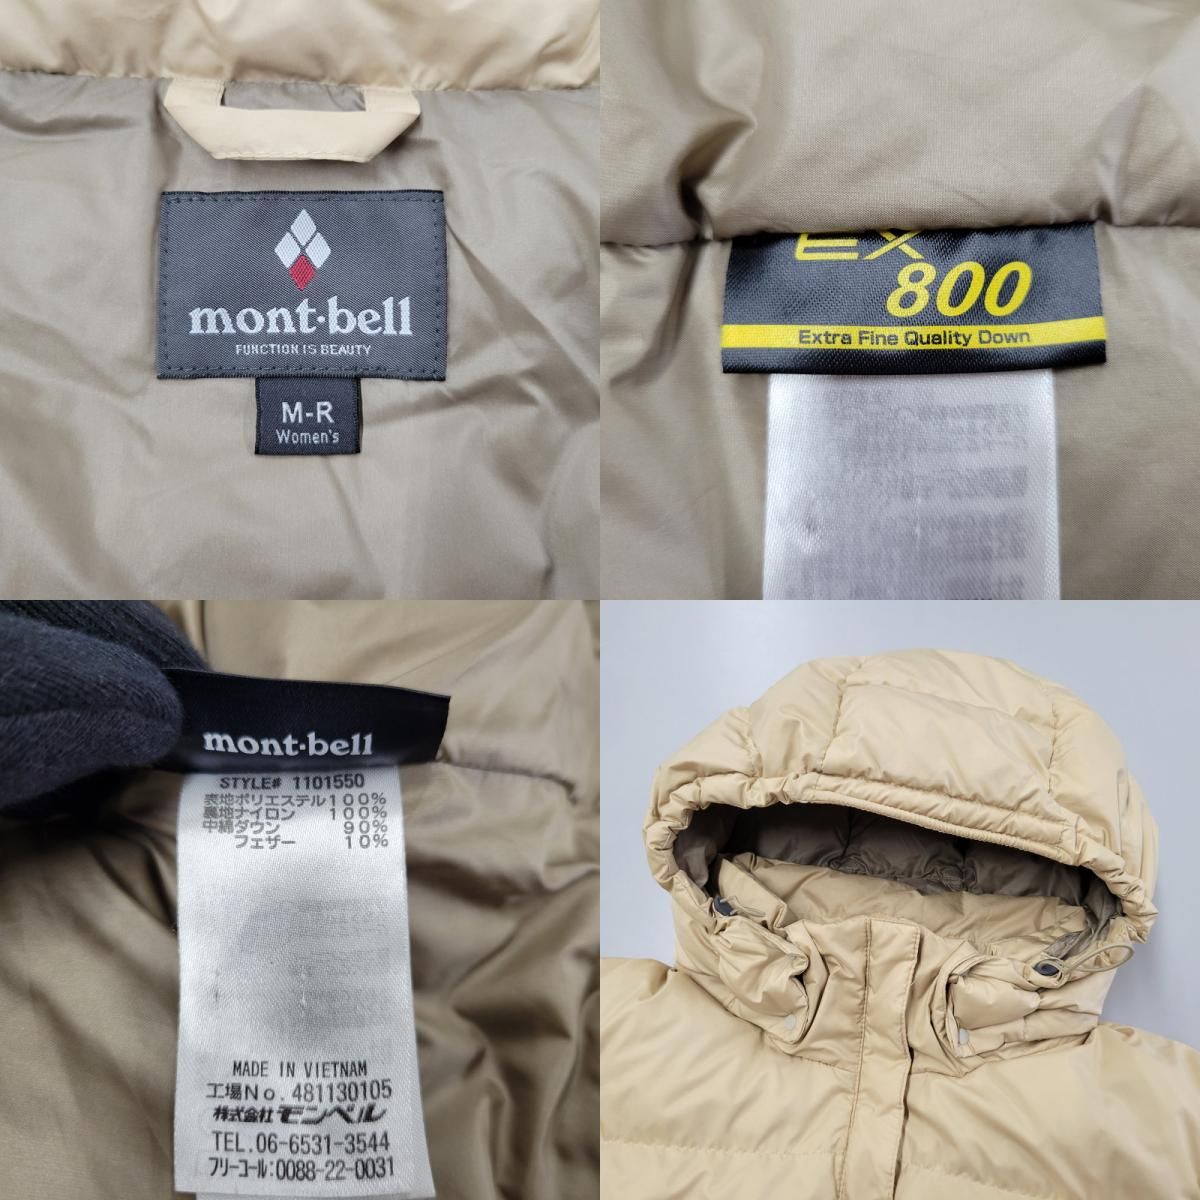 mont-bell
FUNCTION IS BEAUTY
M-R
Women's
EX
800
Extra Fine Quality Down
mont-bell
STYLE# 1101550
表地ポリエステル100%
裏地ナイロン 100%
中綿ダウン 90%
フェザー 10%
MADE IN VIETNAM
工場No.481130105
株式会社モンベル
TEL.06-6531-3544
フリーコール:0088-22-0031